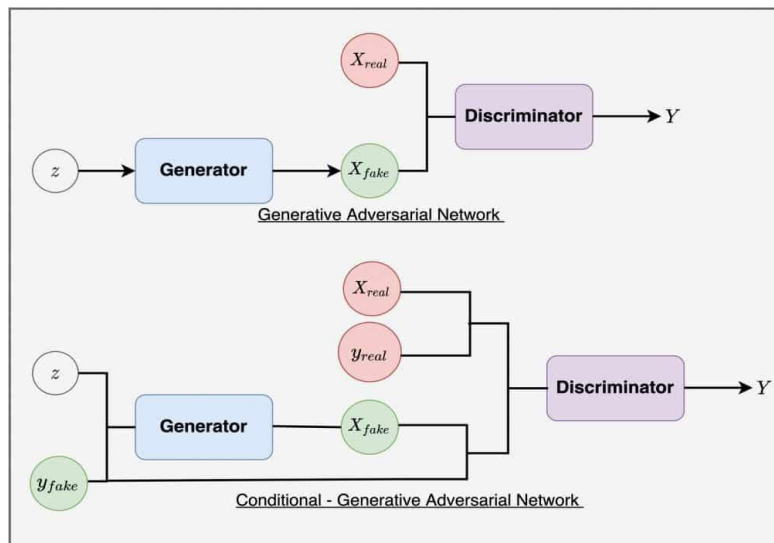 X_real
Discriminator
Y
z
Generator
X_fake
Generative Adversarial Network
X_real
y_real
z
Discriminator
Y
Generator
X_fake
y_fake
Conditional - Generative Adversarial Network